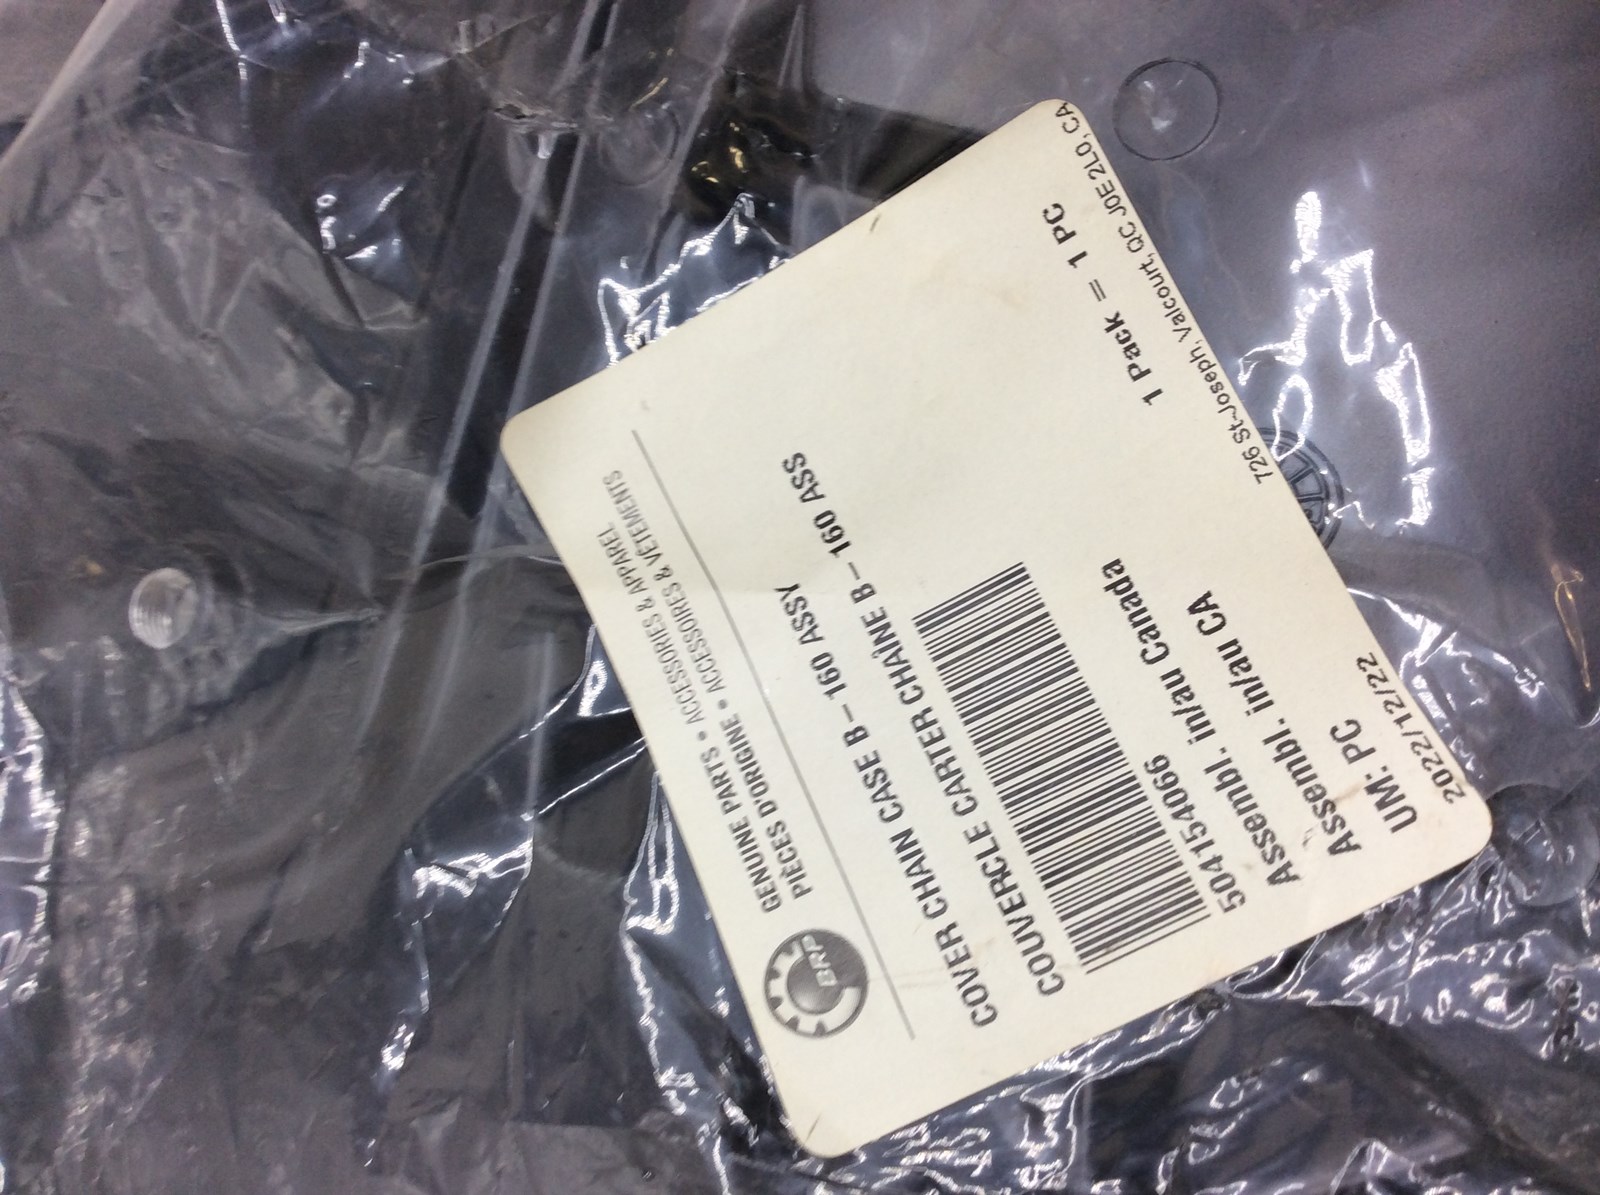 BRP
GENUINE PARTS • ACCESSORIES & APPAREL
PIÈCES D'ORIGINE • ACCESSOIRES & VÊTEMENTS
COVER CHAIN CASE B - 160 ASSY
COUVERCLE CARTER CHAÎNE B - 160 ASS
504154066
Assembl. in/au Canada
Assembl. in/au CA
UM: PC
1 Pack = 1 PC
2022/12/22
726 St-Joseph, Valcourt, QC J0E 2L0, CA